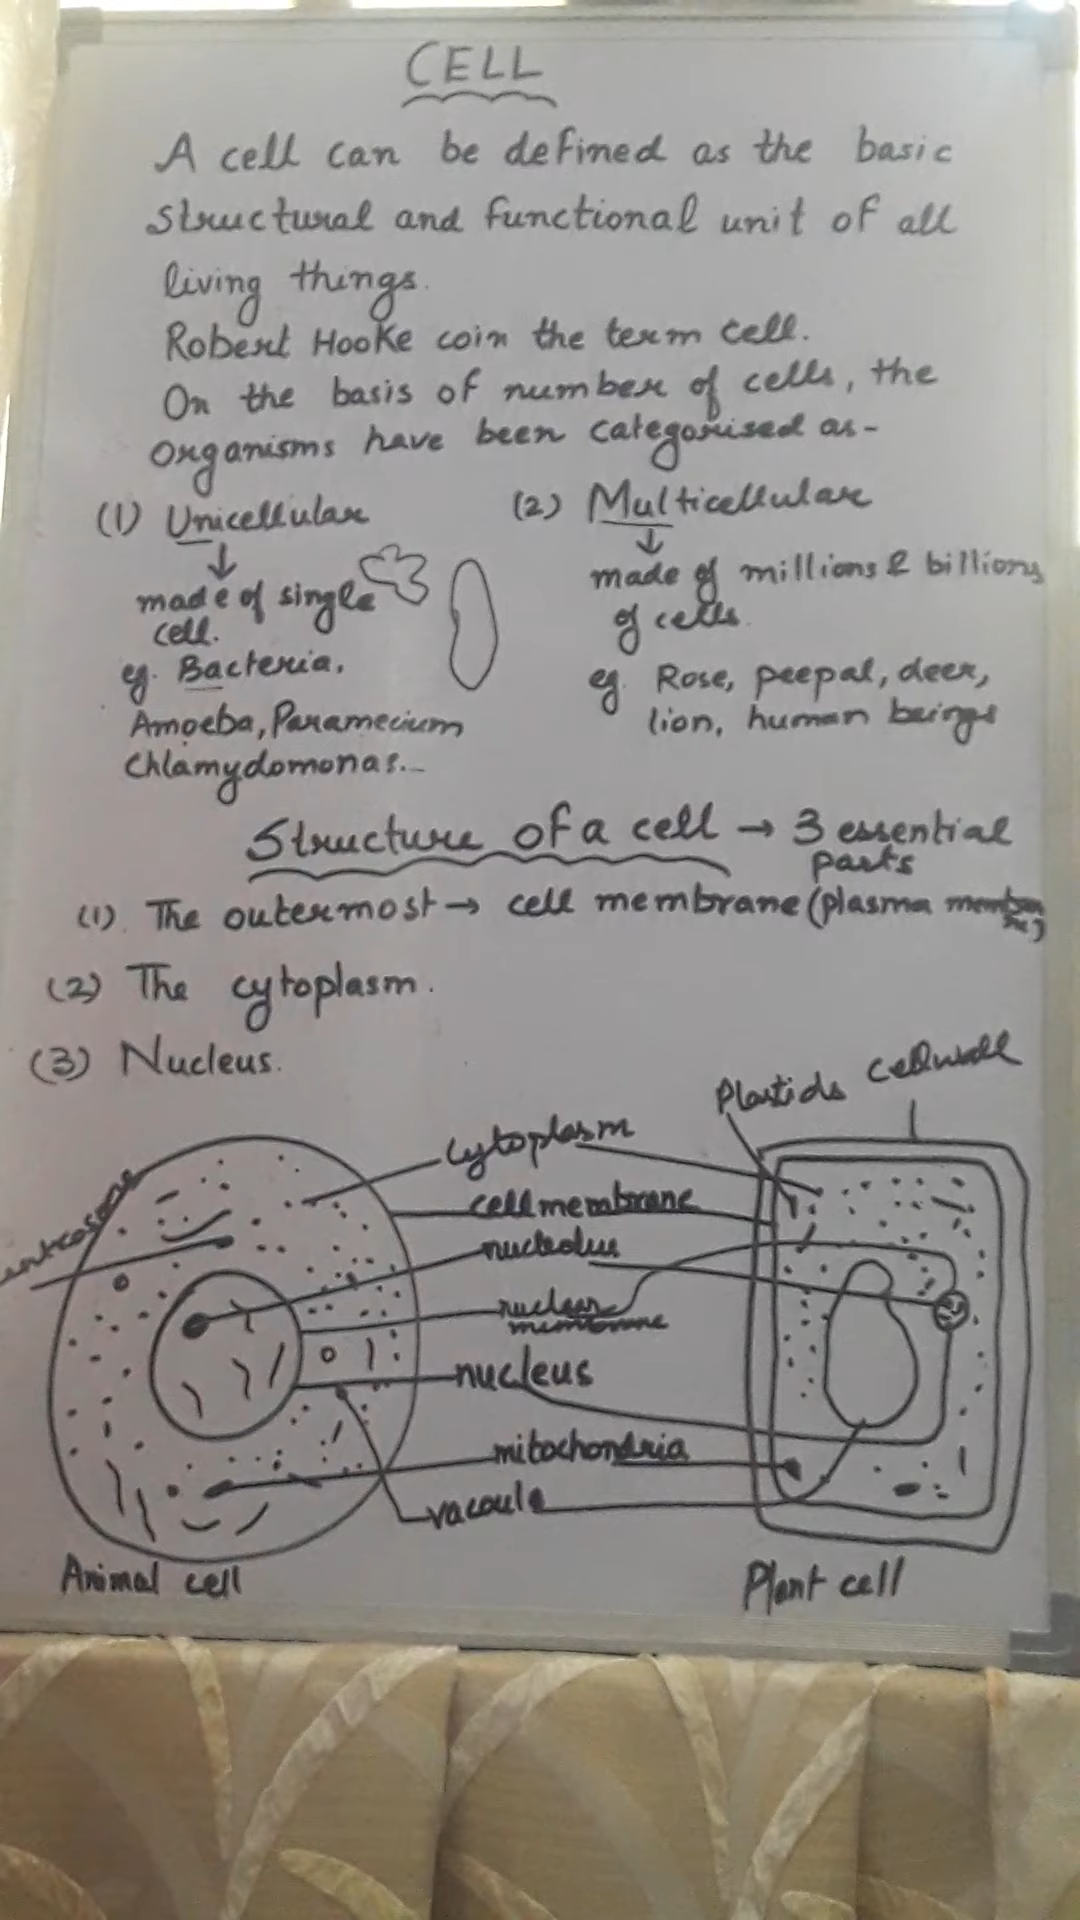 CELL
A cell can be defined as the basic
structural and functional unit of all
living things.
Robert Hooke coin the term cell.
On the basis of number of cells, the
organisms have been categorised as-
(1) Unicellular
↓
made of single
cell.
eg. Bacteria,
Amoeba, Paramecium
Chlamydomonas...
(2) Multicellular
↓
made of millions & billions
of cells.
eg. Rose, peepal, deer,
lion, human beings
Structure of a cell → 3 essential
parts
(1). The outermost → cell membrane (plasma
(2) The cytoplasm.
(3) Nucleus.
Plastids
cellwall
cytoplasm
cell membrane
nucleolus
nuclear
membrane
nucleus
mitochondria
Animal cell
Plant cell